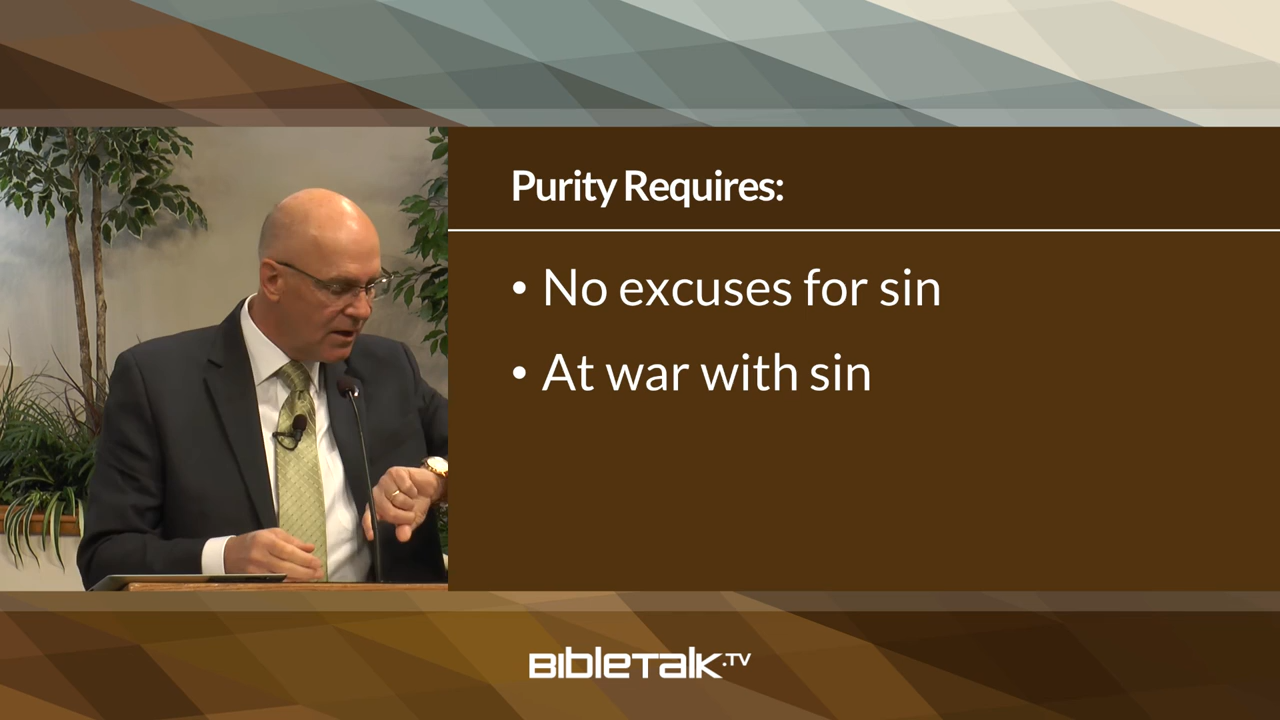 Purity Requires:
• No excuses for sin
• At war with sin
BIBLETALK.TV